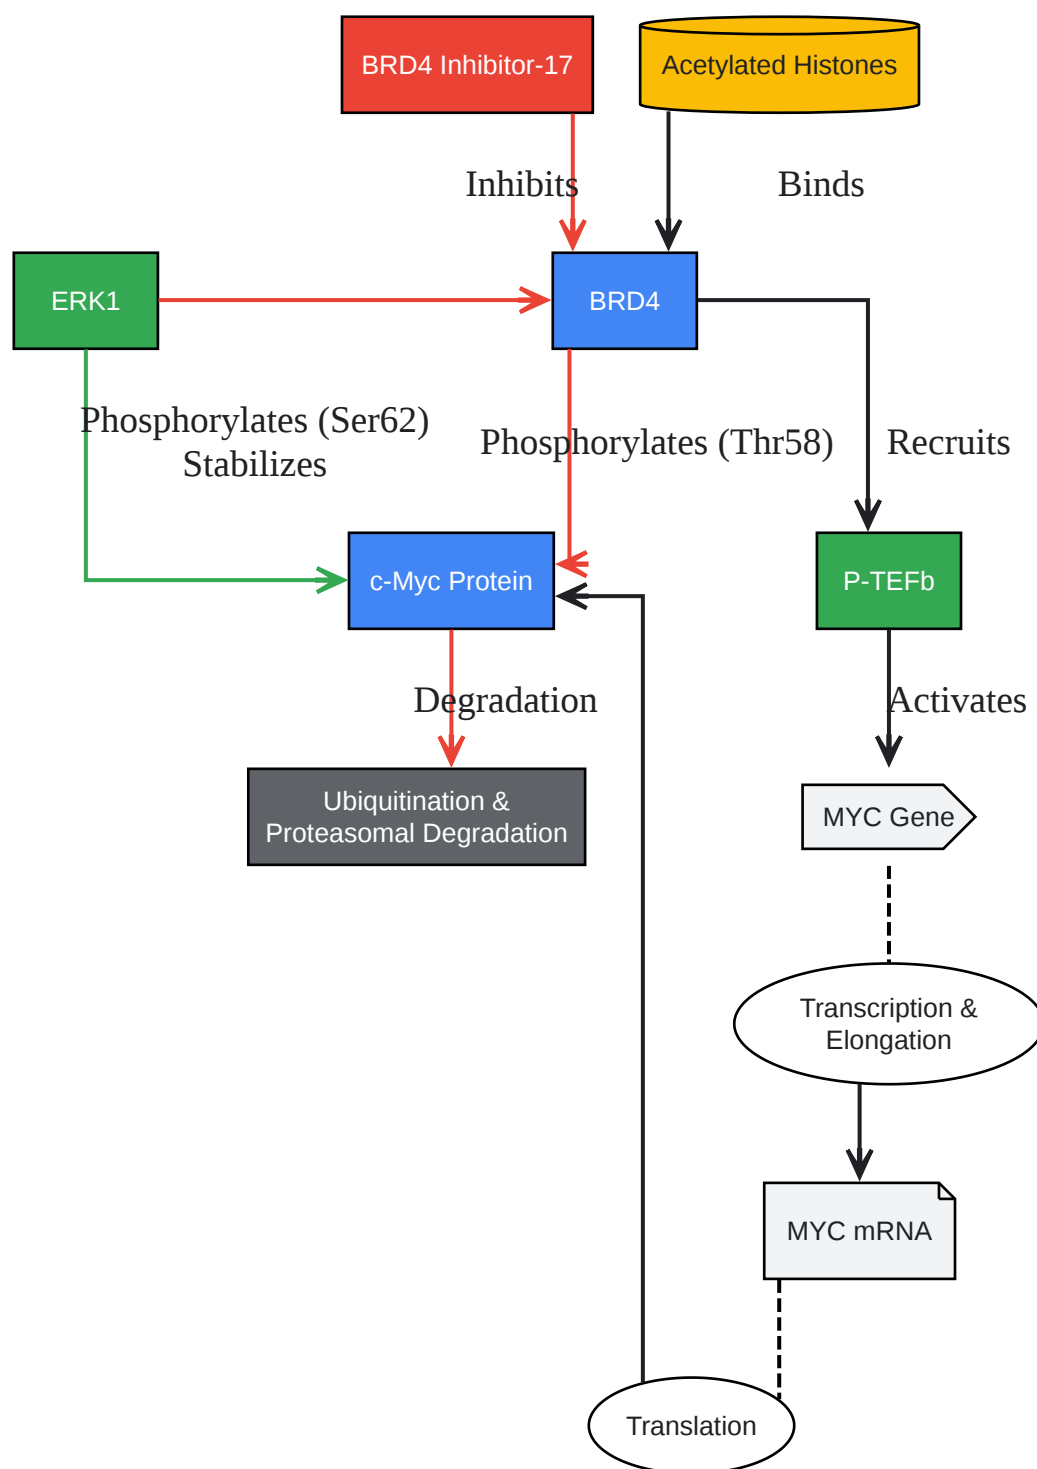 BRD4 Inhibitor-17
Acetylated Histones
Inhibits
Binds
ERK1
BRD4
Phosphorylates (Ser62)
Stabilizes
Phosphorylates (Thr58)
Recruits
c-Myc Protein
P-TEFb
Degradation
Activates
Ubiquitination &
Proteasomal Degradation
MYC Gene
Transcription &
Elongation
MYC mRNA
Translation